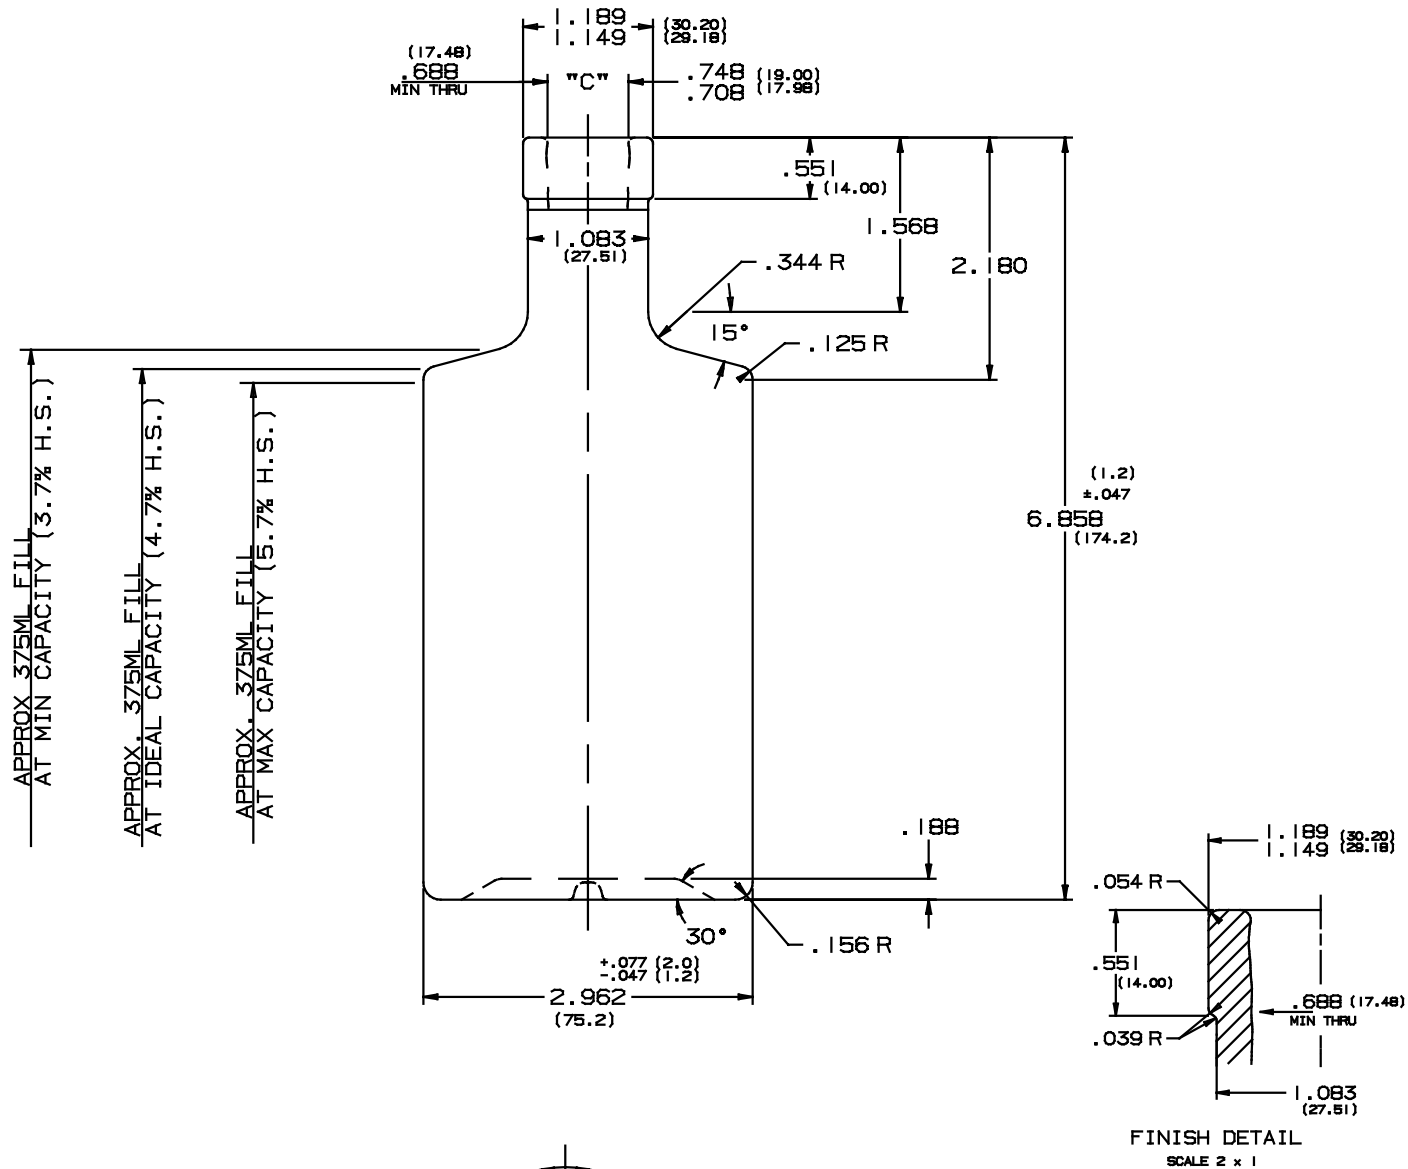 1.189 (30.20)
1.149 (29.18)
(17.48)
.688
MIN THRU
"C"
.748 (19.00)
.708 (17.98)
.551
(14.00)
1.568
2.180
1.083
(27.51)
.344 R
15°
.125 R
APPROX 375ML FILL
AT MIN CAPACITY (3.7% H.S.)
APPROX. 375ML FILL
AT IDEAL CAPACITY (4.7% H.S.)
APPROX. 375ML FILL
AT MAX CAPACITY (5.7% H.S.)
(1.2)
±.047
6.858
(174.2)
.188
30°
.156 R
+.077 (2.0)
-.047 (1.2)
2.962
(75.2)
1.189 (30.20)
1.149 (29.18)
.054 R
.551
(14.00)
.688 (17.48)
MIN THRU
.039 R
1.083
(27.51)
FINISH DETAIL
SCALE 2 x 1